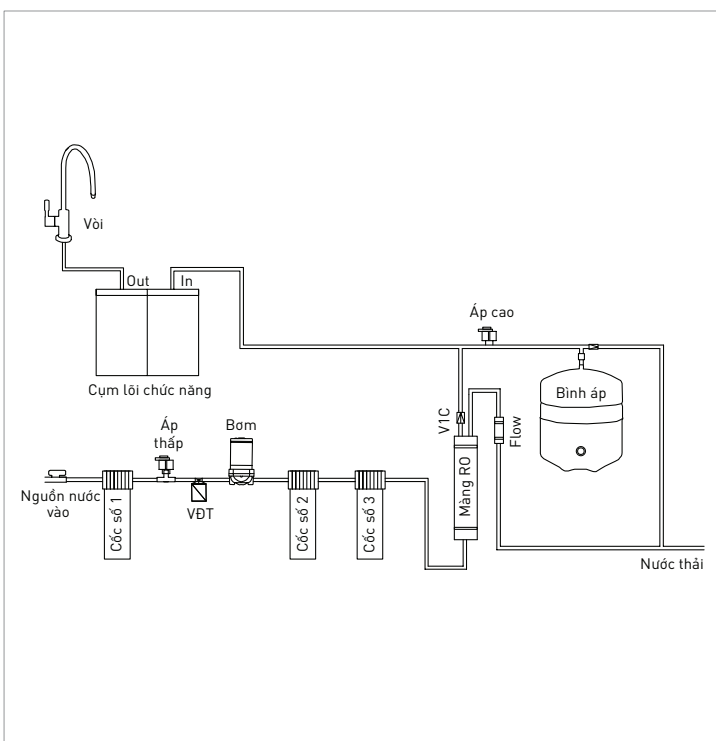 Vòi
Out
In
Áp cao
Cụm lõi chức năng
Bình áp
V1C
Flow
Áp
thấp
Bơm
Màng RO
Nguồn nước
vào
Cốc số 1
VĐT
Cốc số 2
Cốc số 3
Nước thải